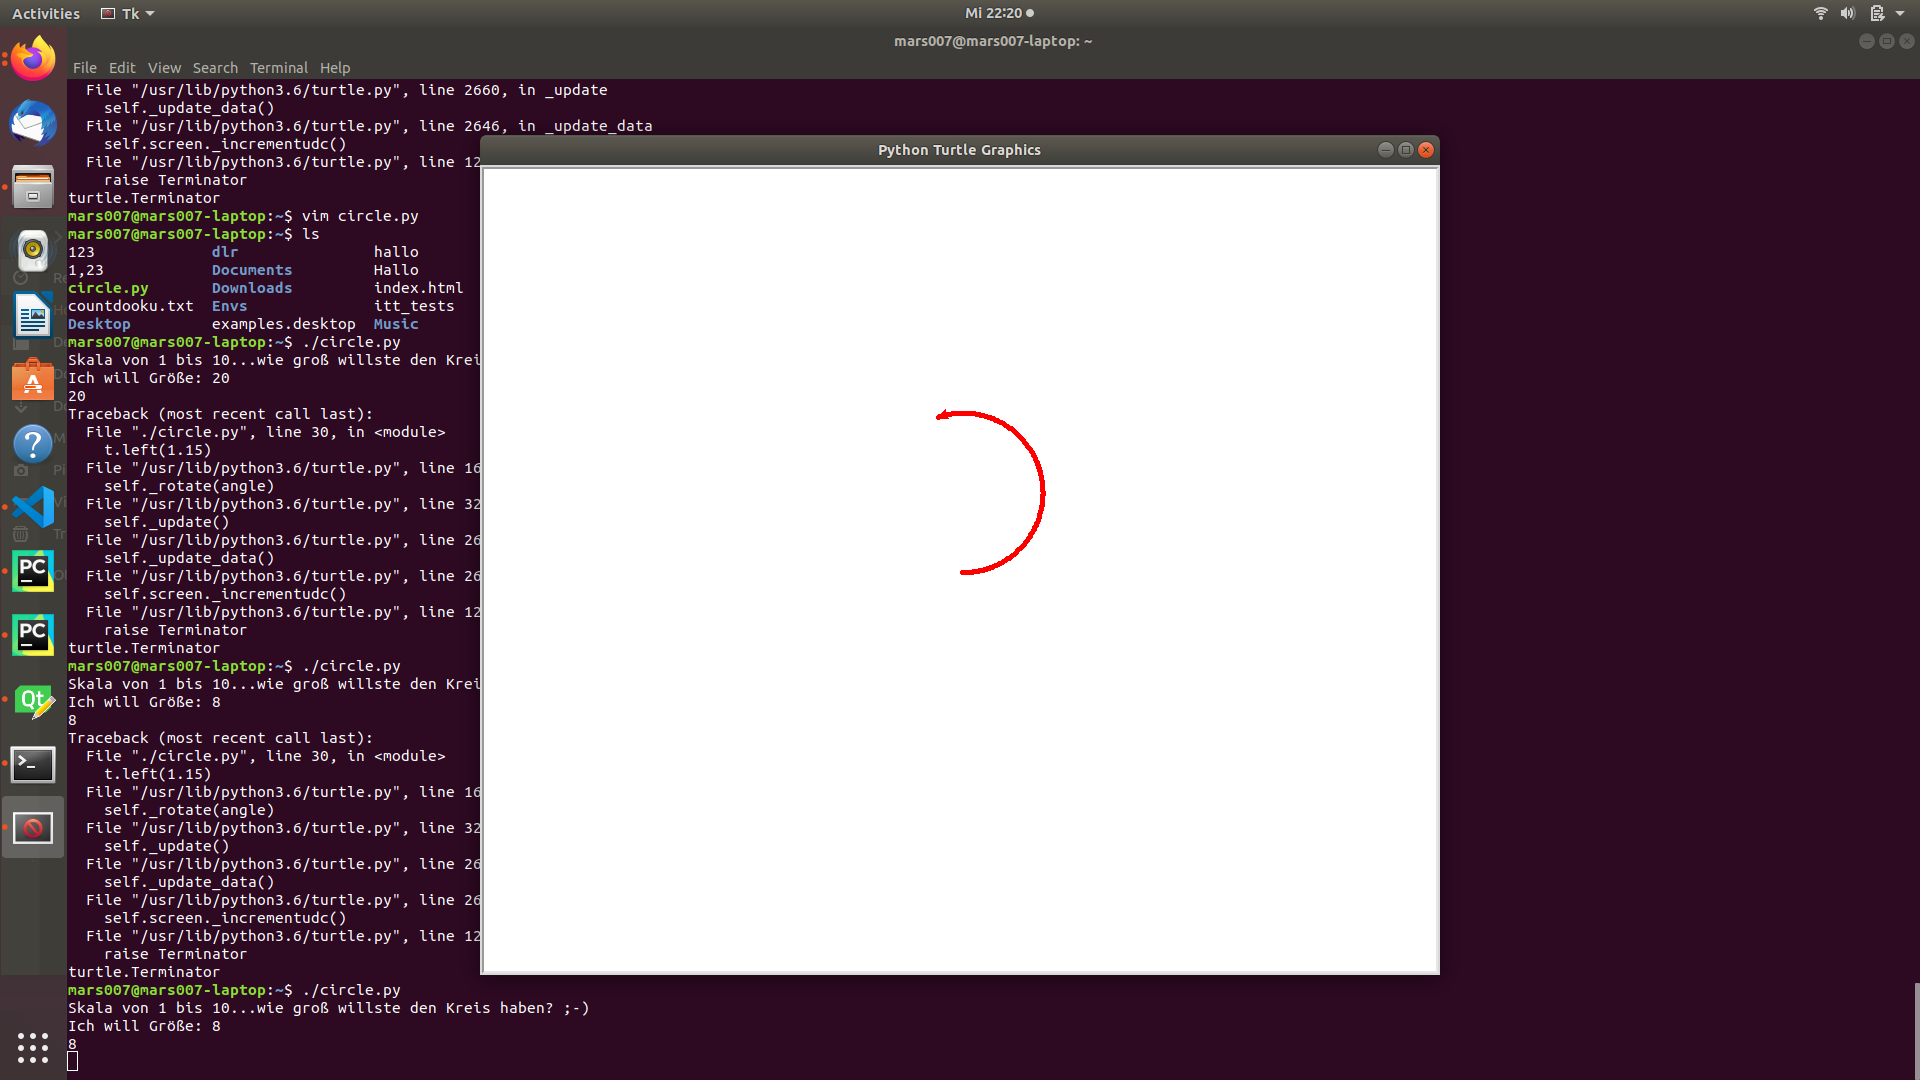 Activities Tk Mi 22:20
mars007@mars007-laptop: ~
File Edit View Search Terminal Help
File "/usr/lib/python3.6/turtle.py", line 2660, in _update
self._update_data()
File "/usr/lib/python3.6/turtle.py", line 2646, in _update_data
self.screen._incrementudc()
File "/usr/lib/python3.6/turtle.py", line 12
raise Terminator
turtle.Terminator
mars007@mars007-laptop:~$ vim circle.py
mars007@mars007-laptop:~$ ls
123 dlr hallo
1,23 Documents Hallo
circle.py Downloads index.html
countdooku.txt Envs itt_tests
Desktop examples.desktop Music
mars007@mars007-laptop:~$ ./circle.py
Skala von 1 bis 10...wie groß willste den Krei
Ich will Größe: 20
20
Traceback (most recent call last):
File "./circle.py", line 30, in <module>
t.left(1.15)
File "/usr/lib/python3.6/turtle.py", line 16
self._rotate(angle)
File "/usr/lib/python3.6/turtle.py", line 32
self._update()
File "/usr/lib/python3.6/turtle.py", line 26
self._update_data()
File "/usr/lib/python3.6/turtle.py", line 26
self.screen._incrementudc()
File "/usr/lib/python3.6/turtle.py", line 12
raise Terminator
turtle.Terminator
mars007@mars007-laptop:~$ ./circle.py
Skala von 1 bis 10...wie groß willste den Krei
Ich will Größe: 8
8
Traceback (most recent call last):
File "./circle.py", line 30, in <module>
t.left(1.15)
File "/usr/lib/python3.6/turtle.py", line 16
self._rotate(angle)
File "/usr/lib/python3.6/turtle.py", line 32
self._update()
File "/usr/lib/python3.6/turtle.py", line 26
self._update_data()
File "/usr/lib/python3.6/turtle.py", line 26
self.screen._incrementudc()
File "/usr/lib/python3.6/turtle.py", line 12
raise Terminator
turtle.Terminator
mars007@mars007-laptop:~$ ./circle.py
Skala von 1 bis 10...wie groß willste den Kreis haben? ;-)
Ich will Größe: 8
8
Python Turtle Graphics
A
?
PC
PC
Qt
>_